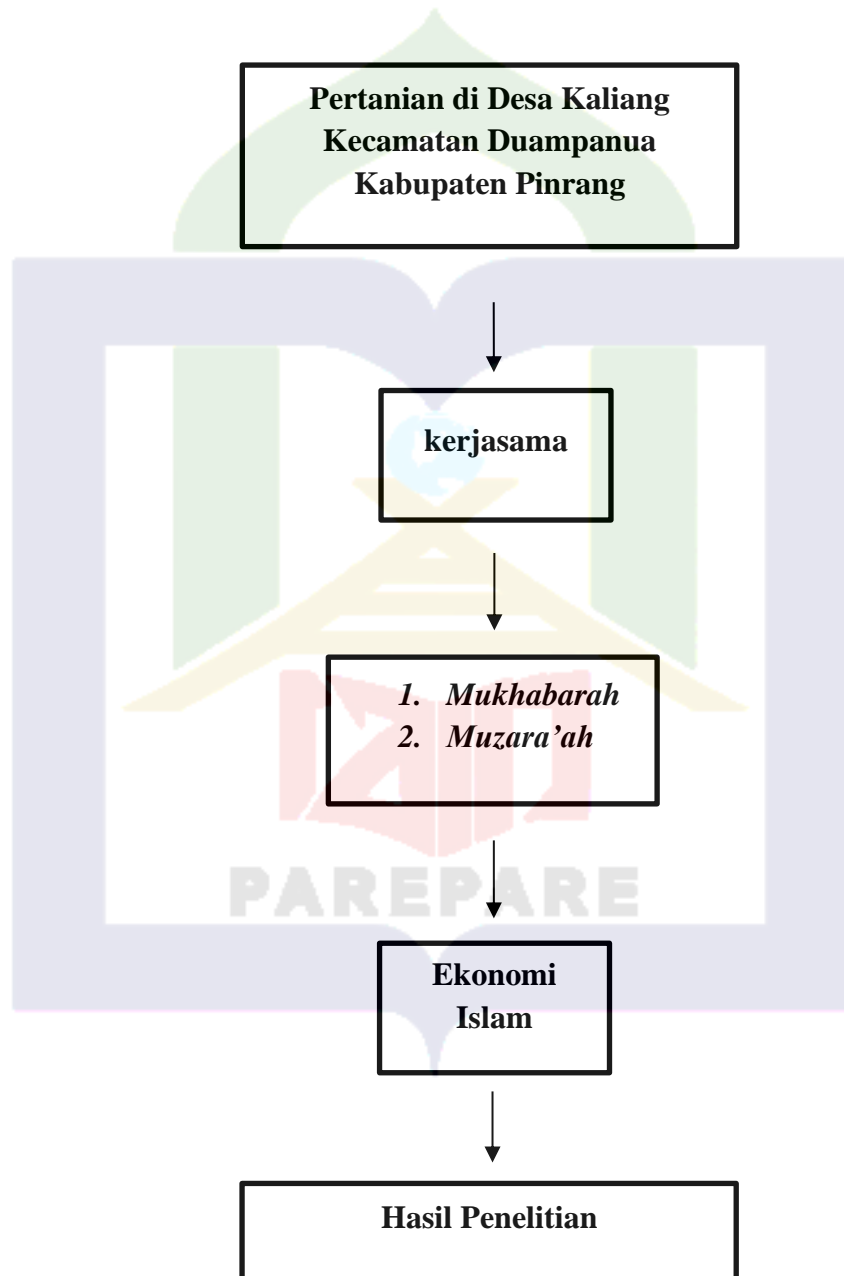 Pertanian di Desa Kaliang
Kecamatan Duampanua
Kabupaten Pinrang
kerjasama
1. Mukhabarah
2. Muzara’ah
PAREPARE
Ekonomi
Islam
Hasil Penelitian